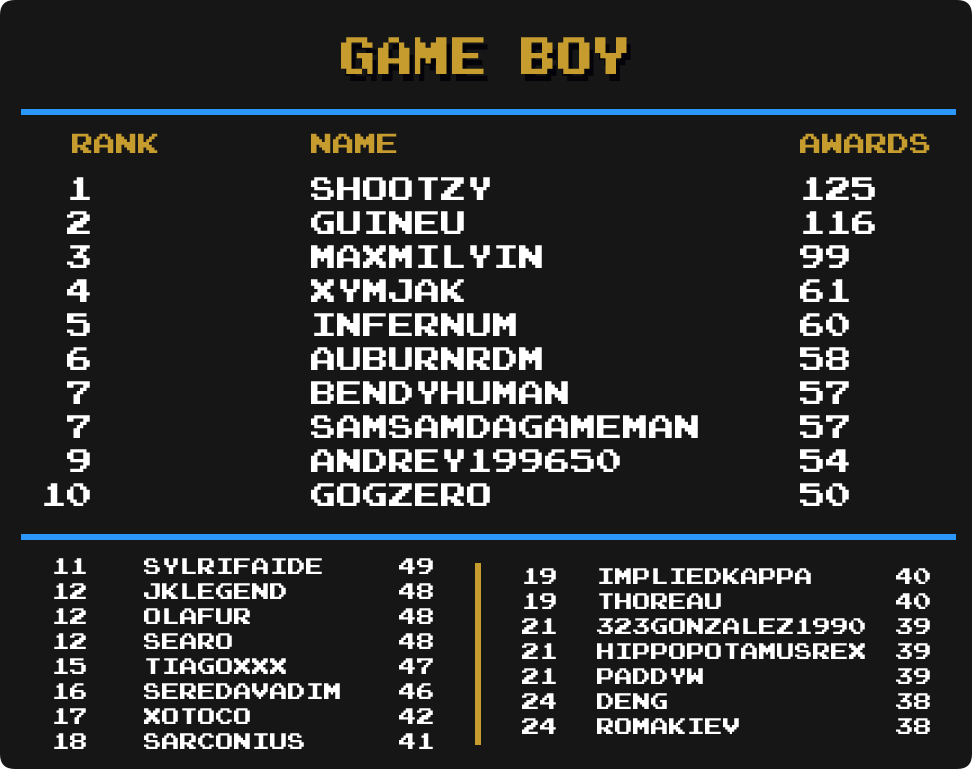 GAME BOY
RANK NAME AWARDS
1 SHOOTZY 125
2 GUINEU 116
3 MAXMILYIN 99
4 XYMJAK 61
5 INFERNUM 60
6 AUBURNRDM 58
7 BENDYHUMAN 57
7 SAMSAMDAGAMEMAN 57
9 ANDREY199650 54
10 GOGZERO 50
11 SYLRIFAIDE 49
12 JKLEGEND 48
12 OLAFUR 48
12 SEARO 48
15 TIAGOXXX 47
16 SEREDAVADIM 46
17 XOTOCO 42
18 SARCONIUS 41
19 IMPLIEDKAPPA 40
19 THOREAU 40
21 323GONZALEZ1990 39
21 HIPPOPOTAMUSREX 39
21 PADDYW 39
24 DENG 38
24 ROMAKIEV 38